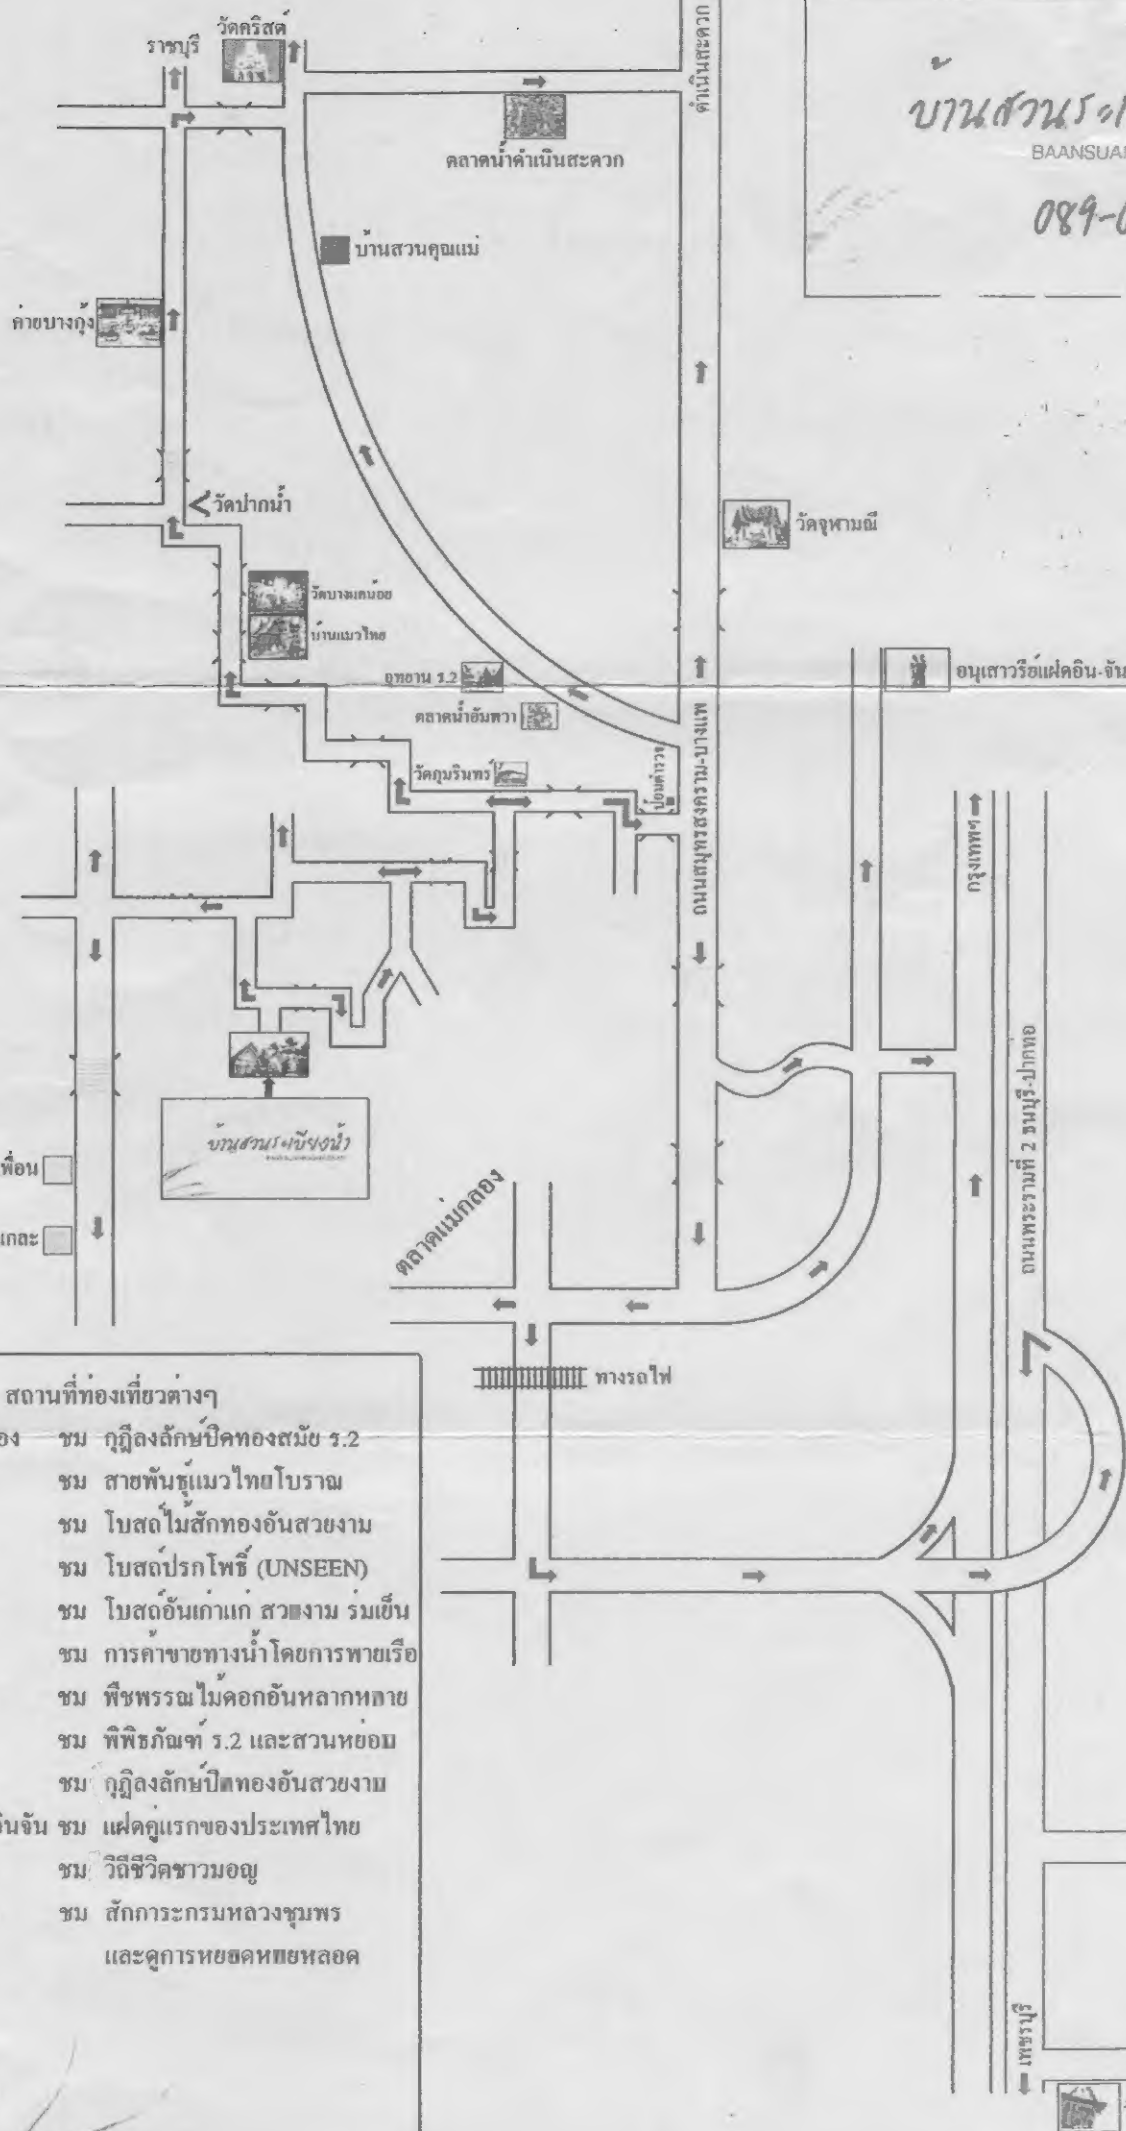 วัดคริสต์
ราชบุรี
ดำเนินสะดวก
ตลาดน้ำดำเนินสะดวก
BAANSUAN
089-0
บ้านสวนคุณแม่
ค่ายบางกุ้ง
วัดปากน้ำ
วัดจุฬามณี
วัดบางแคน้อย
บ้านแมวไทย
อุทยาน ร.2
อนุเสาวรีย์แฝดอิน-จัน
ตลาดน้ำอัมพวา
วัดภุมรินทร์
ป้อมตำรวจ
ถนนสมุทรสงคราม-บางแพ
กรุงเทพฯ
ถนนพระรามที่ 2 ธนบุรี-ปากท่อ
บ้านสวนระเบียงน้ำ
ตลาดแม่กลอง
ทางรถไฟ
เพชรบุรี
สถานที่ท่องเที่ยวต่างๆ
ชม กุฎีลงลักษ์ปิดทองสมัย ร.2
ชม สายพันธุ์แมวไทยโบราณ
ชม โบสถ์ไม้สักทองอันสวยงาม
ชม โบสถ์ปรกโพธิ์ (UNSEEN)
ชม โบสถ์อันเก่าแก่ สวยงาม ร่มเย็น
ชม การค้าขายทางน้ำโดยการพายเรือ
ชม พืชพรรณไม้ดอกอันหลากหลาย
ชม พิพิธภัณฑ์ ร.2 และสวนหย่อม
ชม กุฎิลงลักษ์ปิดทองอันสวยงาม
อินจัน ชม แฝดคู่แรกของประเทศไทย
ชม วิถีชีวิตชาวมอญ
ชม สักการะกรมหลวงชุมพร
และดูการหยอดหอยหลอด